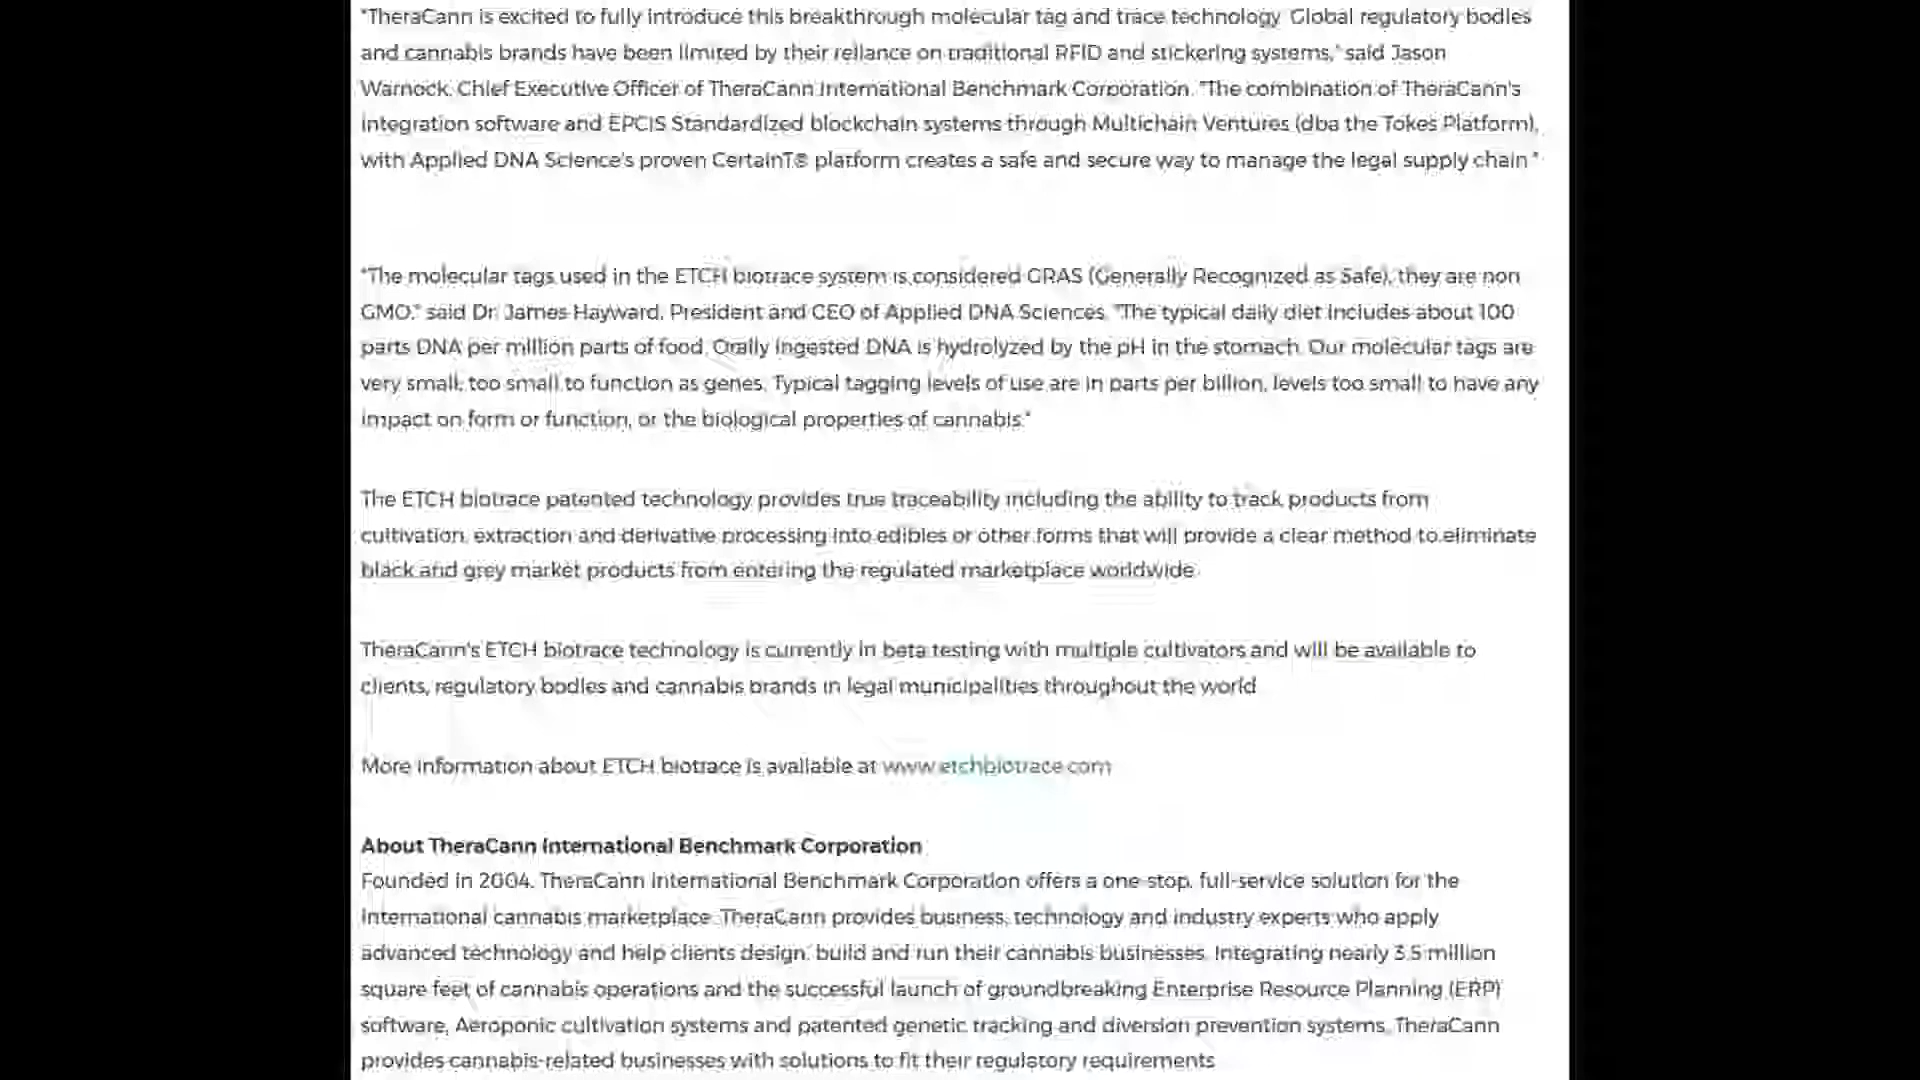 "TheraCann is excited to fully introduce this breakthrough molecular tag and trace technology. Global regulatory bodies
and cannabis brands have been limited by their reliance on traditional RFID and stickering systems," said Jason
Warnock, Chief Executive Officer of TheraCann International Benchmark Corporation. "The combination of TheraCann's
integration software and EPCIS Standardized blockchain systems through Multichain Ventures (dba the Tokes Platform),
with Applied DNA Science's proven CertainT® platform creates a safe and secure way to manage the legal supply chain."
"The molecular tags used in the ETCH biotrace system is considered GRAS (Generally Recognized as Safe), they are non
GMO," said Dr. James Hayward, President and CEO of Applied DNA Sciences. "The typical daily diet includes about 100
parts DNA per million parts of food. Orally ingested DNA is hydrolyzed by the pH in the stomach. Our molecular tags are
very small; too small to function as genes. Typical tagging levels of use are in parts per billion, levels too small to have any
impact on form or function, or the biological properties of cannabis."
The ETCH biotrace patented technology provides true traceability including the ability to track products from
cultivation, extraction and derivative processing into edibles or other forms that will provide a clear method to eliminate
black and grey market products from entering the regulated marketplace worldwide.
TheraCann's ETCH biotrace technology is currently in beta testing with multiple cultivators and will be available to
clients, regulatory bodies and cannabis brands in legal municipalities throughout the world.
More information about ETCH biotrace is available at www.etchbiotrace.com
About TheraCann International Benchmark Corporation
Founded in 2004, TheraCann International Benchmark Corporation offers a one-stop, full-service solution for the
international cannabis marketplace. TheraCann provides business, technology and industry experts who apply
advanced technology and help clients design, build and run their cannabis businesses. Integrating nearly 3.5 million
square feet of cannabis operations and the successful launch of groundbreaking Enterprise Resource Planning (ERP)
software, Aeroponic cultivation systems and patented genetic tracking and diversion prevention systems, TheraCann
provides cannabis-related businesses with solutions to fit their regulatory requirements.